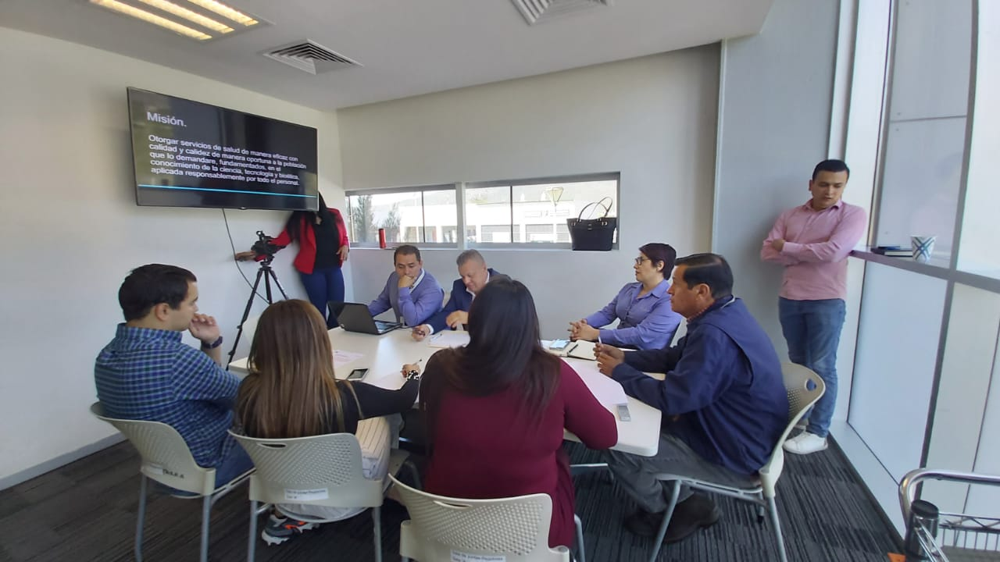 Misión.
Otorgar servicios de salud de manera eficaz con
calidad y calidez de manera oportuna a la población
que lo demandare, fundamentados, en el
conocimiento de la ciencia, tecnología y bioética,
aplicada responsablemente por todo el personal.